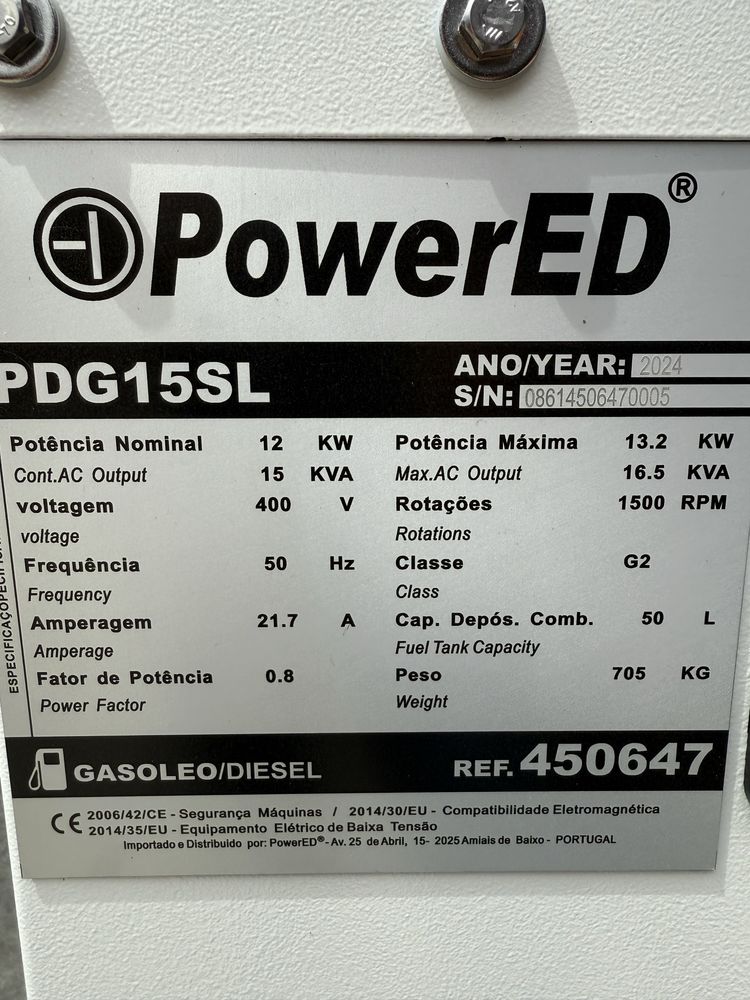 PowerED®
PDG15SL
ANO/YEAR: 2024
S/N: 08614506470005
Potência Nominal 12 KW
Cont.AC Output 15 KVA
voltagem 400 V
voltage
Frequência 50 Hz
Frequency
Amperagem 21.7 A
Amperage
Fator de Potência 0.8
Power Factor
Potência Máxima 13.2 KW
Max.AC Output 16.5 KVA
Rotações 1500 RPM
Rotations
Classe G2
Class
Cap. Depós. Comb. 50 L
Fuel Tank Capacity
Peso 705 KG
Weight
GASOLEO/DIESEL
REF. 450647
CE 2006/42/CE - Segurança Máquinas / 2014/30/EU - Compatibilidade Eletromagnética
2014/35/EU - Equipamento Elétrico de Baixa Tensão
Importado e Distribuido por: PowerED® - Av. 25 de Abril, 15- 2025 Amiais de Baixo - PORTUGAL